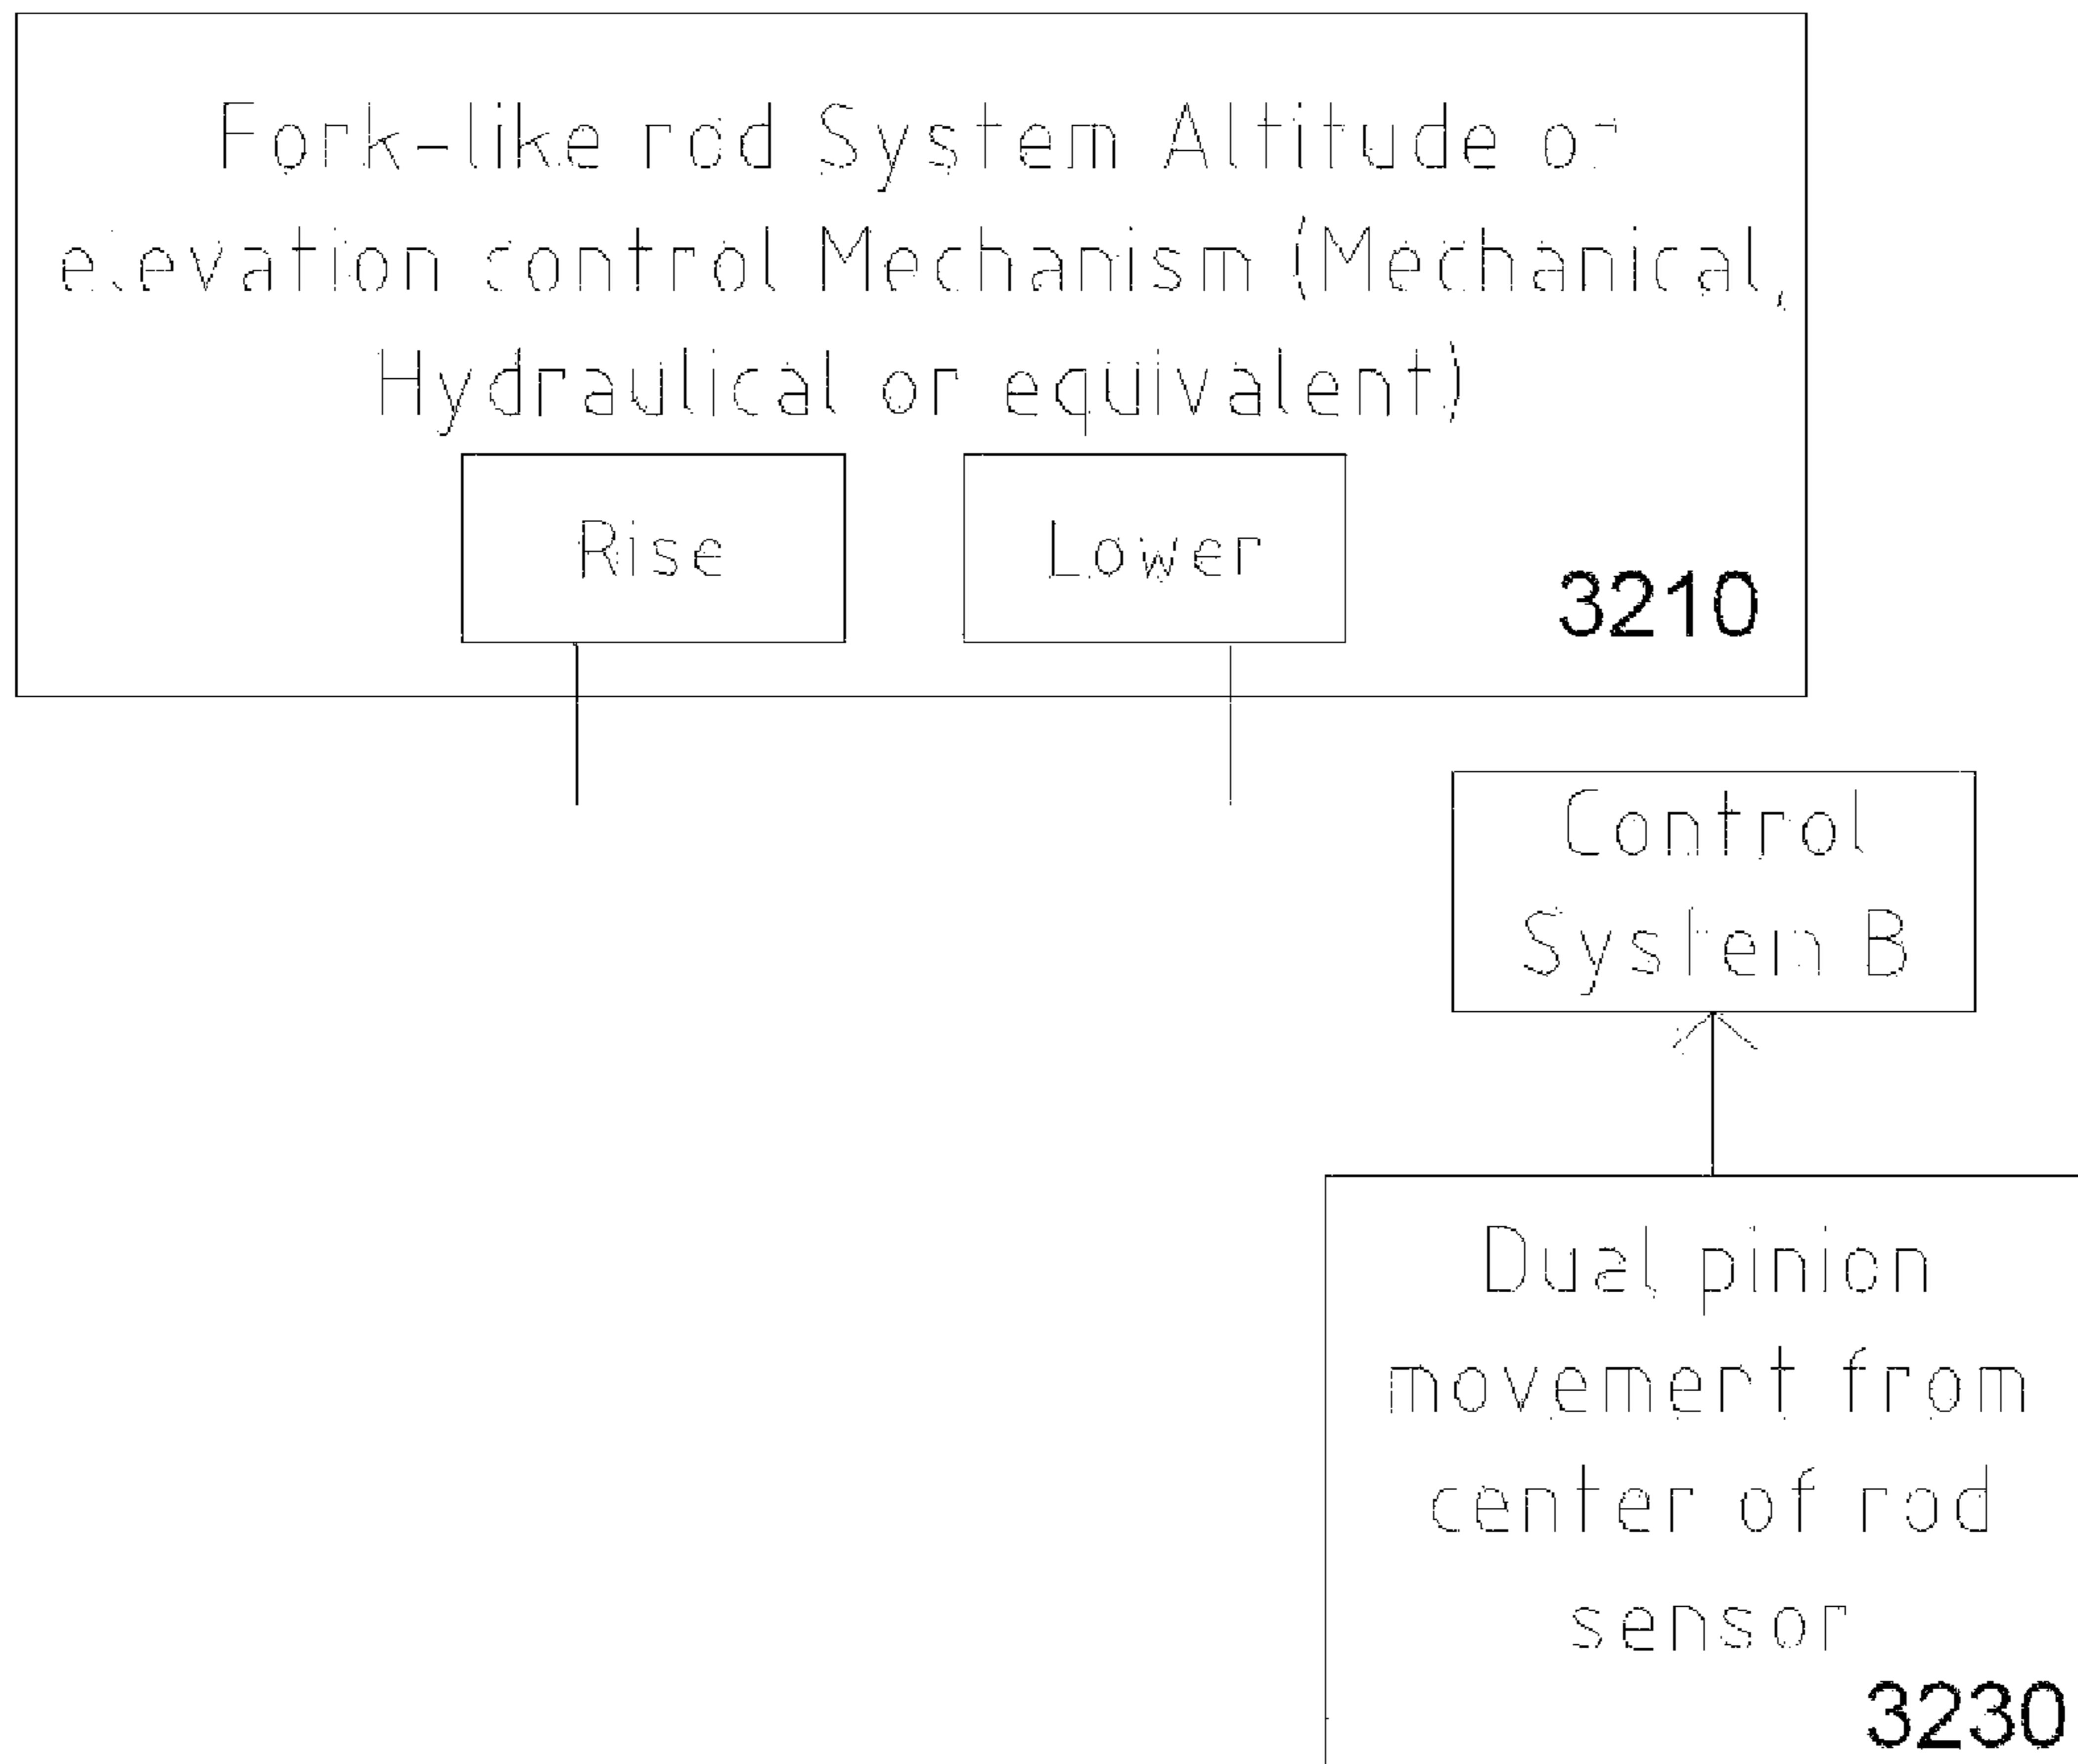 Fork-like rod System Altitude or
elevation control Mechanism (Mechanical,
Hydraulical or equivalent)
Rise
Lower
3210
Control
System B
Dual pinion
movement from
center of rod
sensor
3230